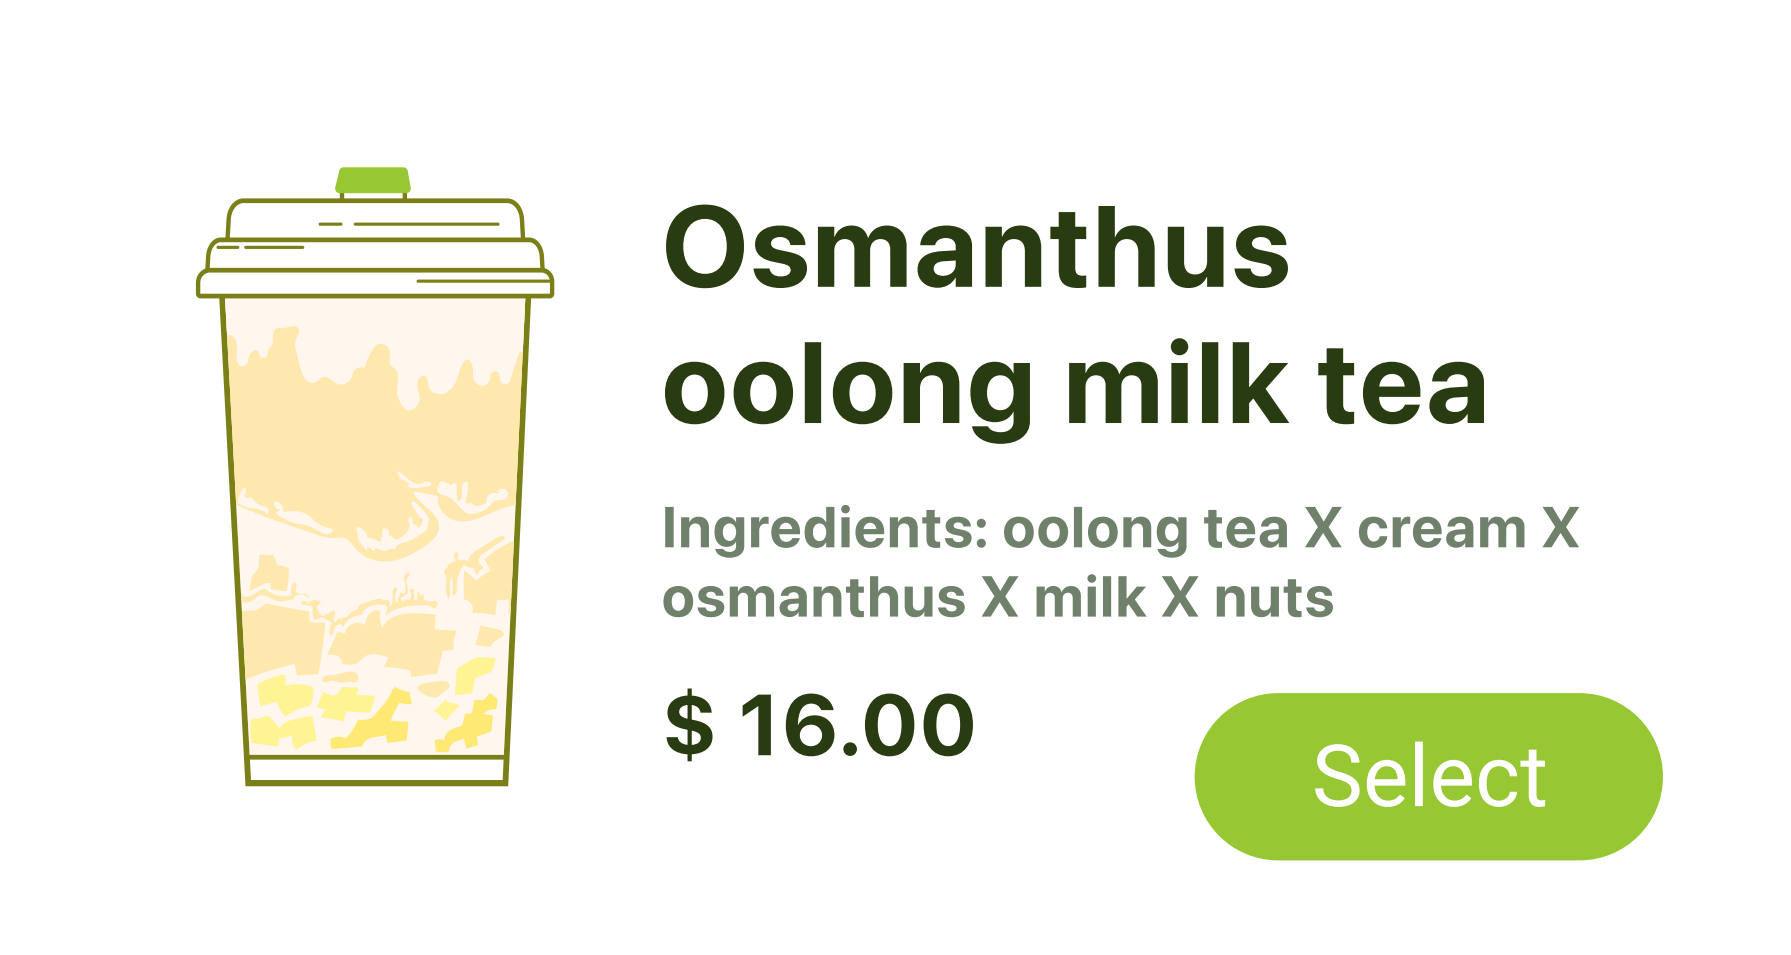 Osmanthus
oolong milk tea
Ingredients: oolong tea X cream X
osmanthus X milk X nuts
$ 16.00
Select